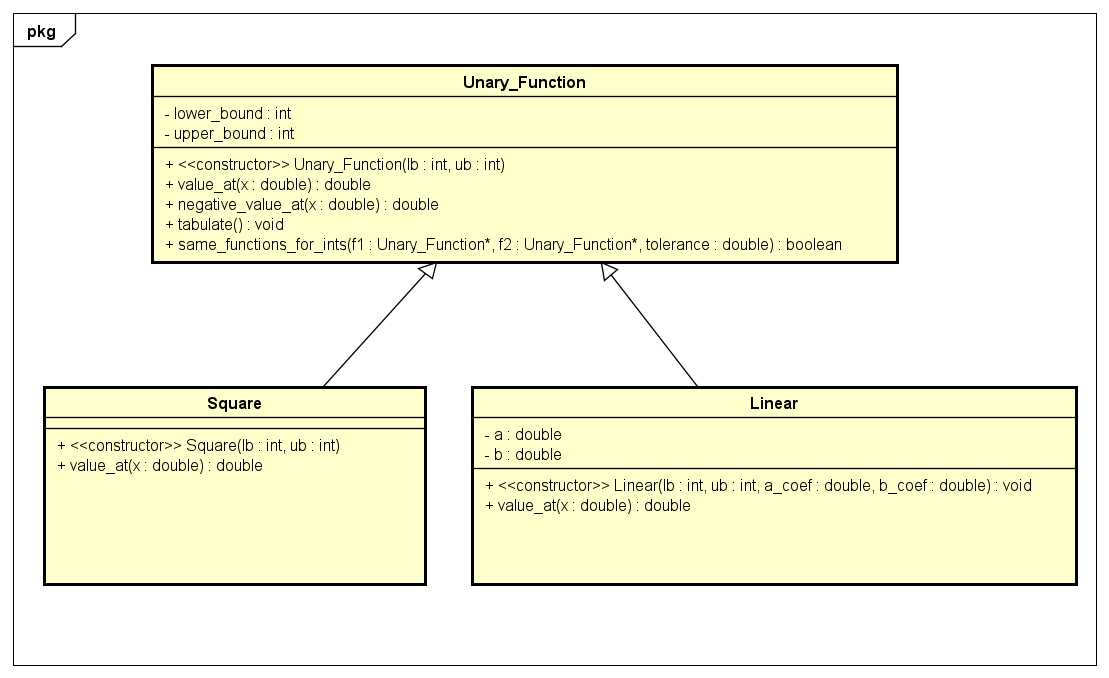 pkg
Unary_Function
- lower_bound : int
- upper_bound : int
+ <<constructor>> Unary_Function(lb : int, ub : int)
+ value_at(x : double) : double
+ negative_value_at(x : double) : double
+ tabulate() : void
+ same_functions_for_ints(f1 : Unary_Function*, f2 : Unary_Function*, tolerance : double) : boolean
Square
+ <<constructor>> Square(lb : int, ub : int)
+ value_at(x : double) : double
Linear
- a : double
- b : double
+ <<constructor>> Linear(lb : int, ub : int, a_coef : double, b_coef : double) : void
+ value_at(x : double) : double